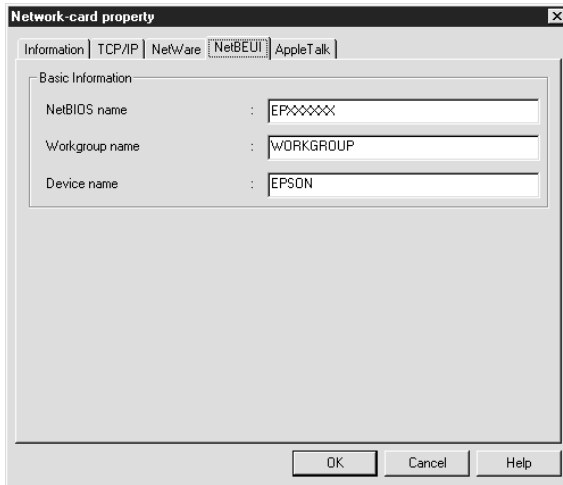 Network-card property
Information TCP/IP NetWare NetBEUI AppleTalk
Basic Information
NetBIOS name : EPXXXXXX
Workgroup name : WORKGROUP
Device name : EPSON
OK Cancel Help